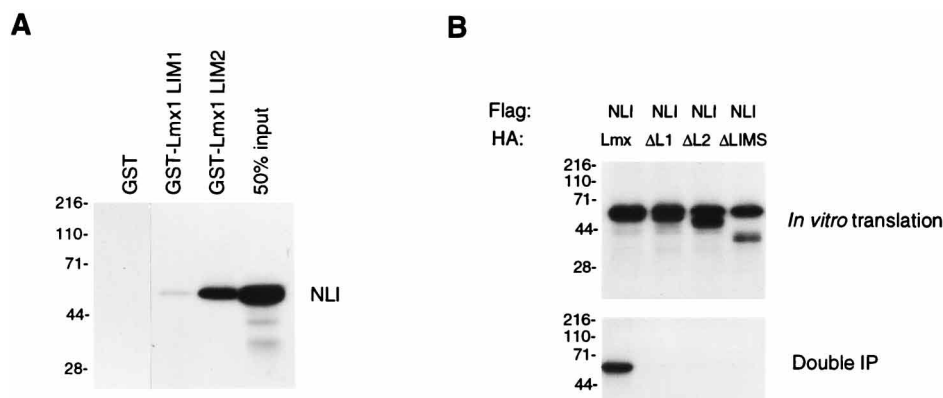 A
GST
GST-Lmx1 LIM1
GST-Lmx1 LIM2
50% input
216-
110-
71-
44-
28-
NLI
B
Flag: NLI NLI NLI NLI
HA: Lmx ΔL1 ΔL2 ΔLIMS
216-
110-
71-
44-
28-
In vitro translation
216-
110-
71-
44-
Double IP